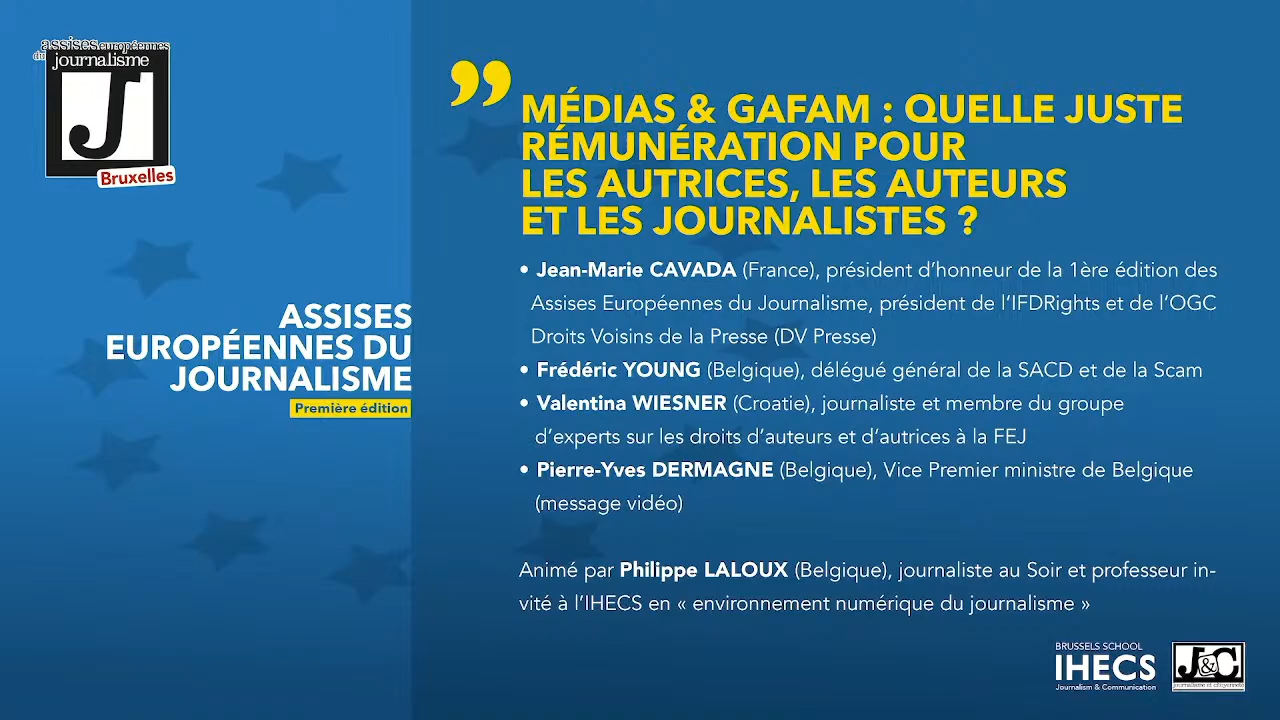 assises européennes
du journalisme
J
Bruxelles
MÉDIAS & GAFAM : QUELLE JUSTE
RÉMUNÉRATION POUR
LES AUTRICES, LES AUTEURS
ET LES JOURNALISTES ?
• Jean-Marie CAVADA (France), président d’honneur de la 1ère édition des
Assises Européennes du Journalisme, président de l’IFDRights et de l’OGC
Droits Voisins de la Presse (DV Presse)
• Frédéric YOUNG (Belgique), délégué général de la SACD et de la Scam
• Valentina WIESNER (Croatie), journaliste et membre du groupe
d’experts sur les droits d’auteurs et d’autrices à la FEJ
• Pierre-Yves DERMAGNE (Belgique), Vice Premier ministre de Belgique
(message vidéo)
Animé par Philippe LALOUX (Belgique), journaliste au Soir et professeur in-
vité à l’IHECS en « environnement numérique du journalisme »
ASSISES
EUROPÉENNES DU
JOURNALISME
Première édition
BRUSSELS SCHOOL
IHECS
Journalism & Communication
J&C
journalisme et citoyenneté